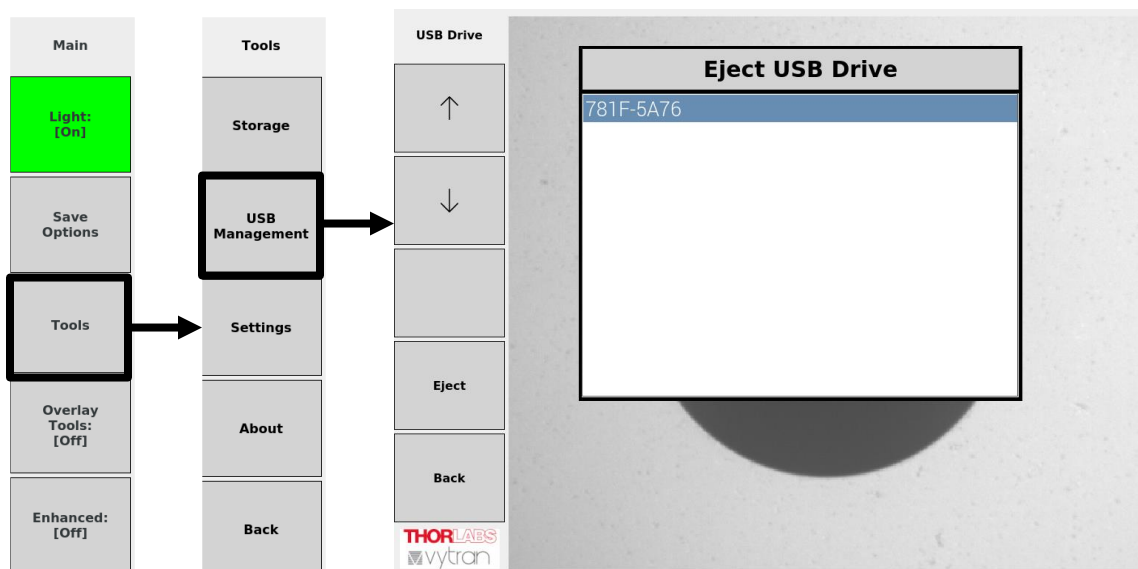 Main
Light:
[On]
Save
Options
Tools
Overlay
Tools:
[Off]
Enhanced:
[Off]
Tools
Storage
USB
Management
Settings
About
Back
USB Drive
↑
↓
Eject
Back
THORLABS
vytran
Eject USB Drive
781F-5A76